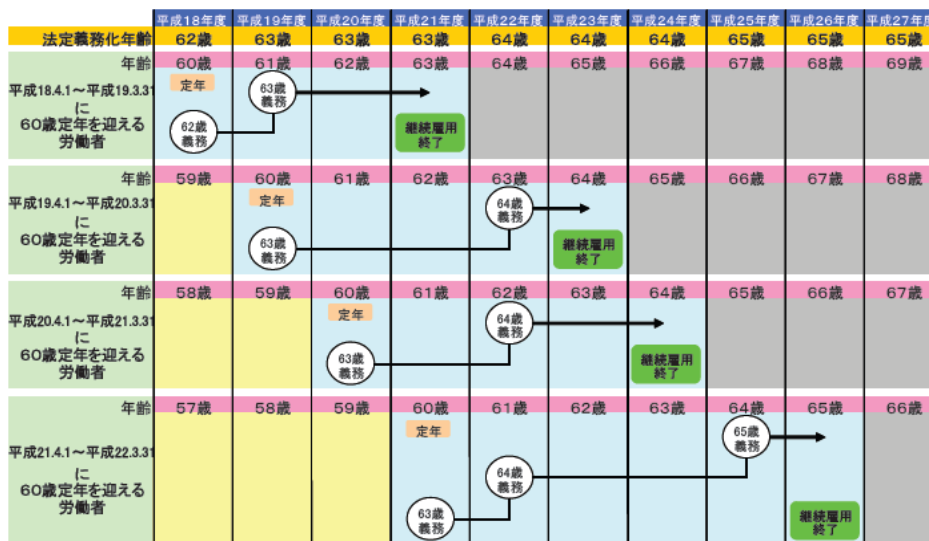 平成18年度 平成19年度 平成20年度 平成21年度 平成22年度 平成23年度 平成24年度 平成25年度 平成26年度 平成27年度
法定義務化年齢 62歳 63歳 63歳 63歳 64歳 64歳 64歳 65歳 65歳 65歳
年齢 60歳 61歳 62歳 63歳 64歳 65歳 66歳 67歳 68歳 69歳
平成18.4.1~平成19.3.31
に
60歳定年を迎える
労働者
定年
62歳
義務
63歳
義務
継続雇用
終了
年齢 59歳 60歳 61歳 62歳 63歳 64歳 65歳 66歳 67歳 68歳
平成19.4.1~平成20.3.31
に
60歳定年を迎える
労働者
定年
63歳
義務
64歳
義務
継続雇用
終了
年齢 58歳 59歳 60歳 61歳 62歳 63歳 64歳 65歳 66歳 67歳
平成20.4.1~平成21.3.31
に
60歳定年を迎える
労働者
定年
63歳
義務
64歳
義務
継続雇用
終了
年齢 57歳 58歳 59歳 60歳 61歳 62歳 63歳 64歳 65歳 66歳
平成21.4.1~平成22.3.31
に
60歳定年を迎える
労働者
定年
63歳
義務
64歳
義務
65歳
義務
継続雇用
終了